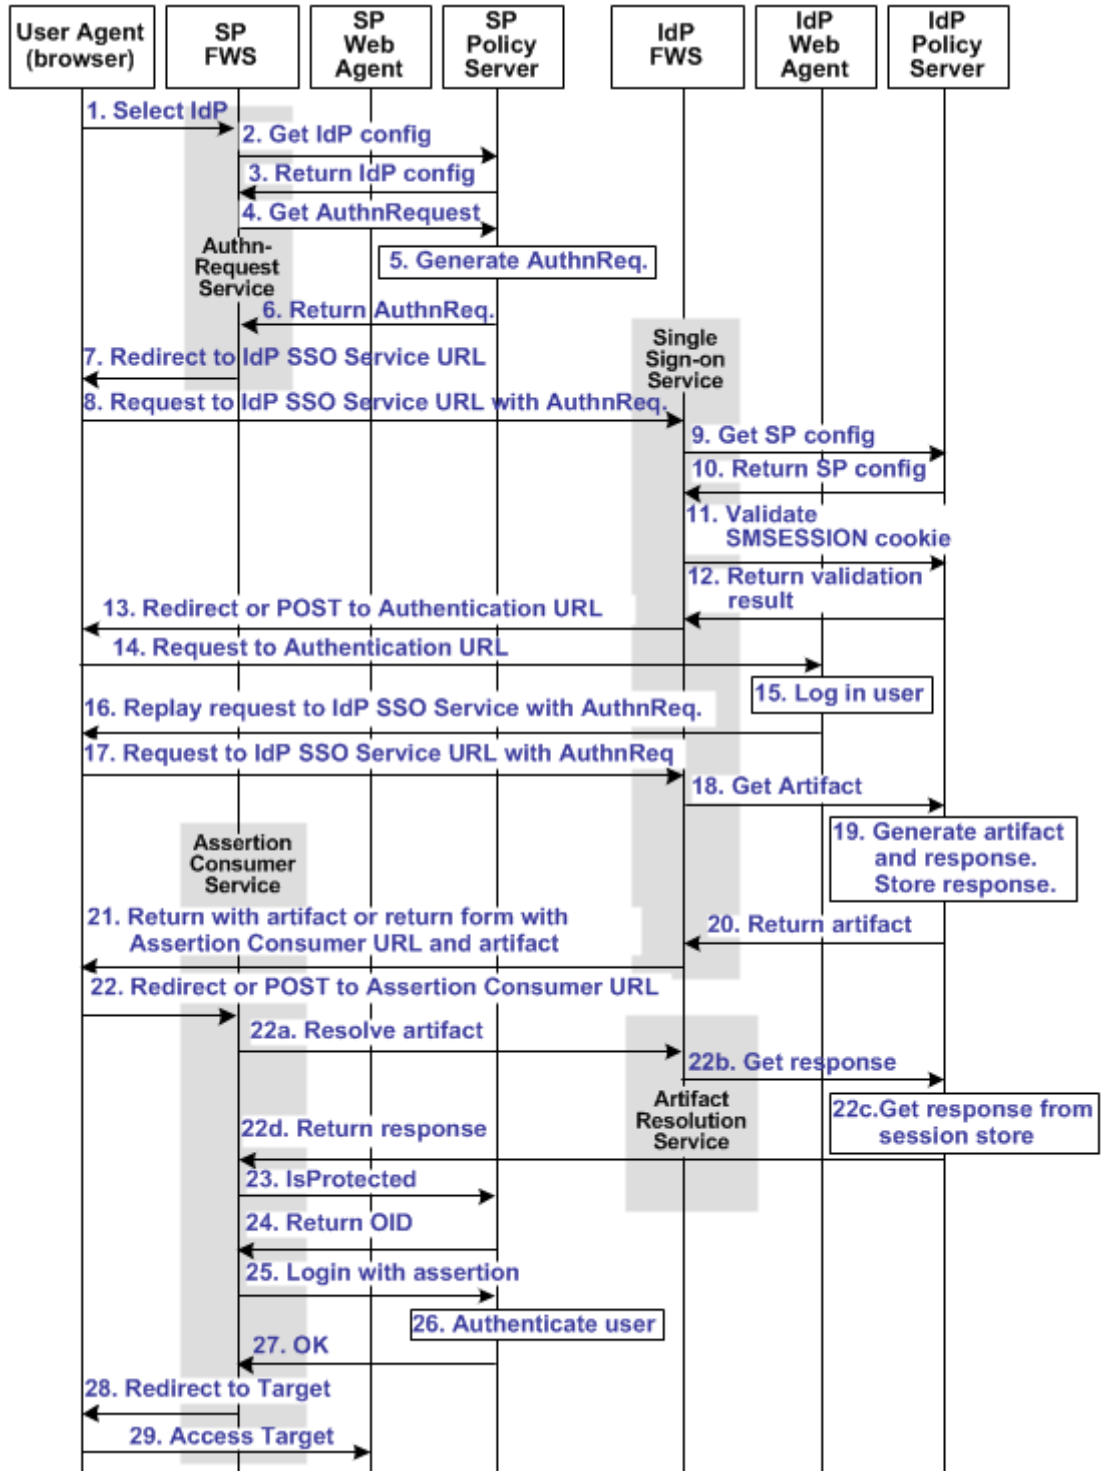 User Agent
(browser)
SP
FWS
SP
Web
Agent
SP
Policy
Server
IdP
FWS
IdP
Web
Agent
IdP
Policy
Server
1. Select IdP
2. Get IdP config
3. Return IdP config
4. Get AuthnRequest
Authn-
Request
Service
5. Generate AuthnReq.
6. Return AuthnReq.
Single
Sign-on
Service
7. Redirect to IdP SSO Service URL
8. Request to IdP SSO Service URL with AuthnReq.
9. Get SP config
10. Return SP config
11. Validate
SMSESSION cookie
12. Return validation
result
13. Redirect or POST to Authentication URL
14. Request to Authentication URL
15. Log in user
16. Replay request to IdP SSO Service with AuthnReq.
17. Request to IdP SSO Service URL with AuthnReq
18. Get Artifact
19. Generate artifact
and response.
Store response.
Assertion
Consumer
Service
20. Return artifact
21. Return with artifact or return form with
Assertion Consumer URL and artifact
22. Redirect or POST to Assertion Consumer URL
22a. Resolve artifact
22b. Get response
Artifact
Resolution
Service
22c.Get response from
session store
22d. Return response
23. IsProtected
24. Return OID
25. Login with assertion
26. Authenticate user
27. OK
28. Redirect to Target
29. Access Target